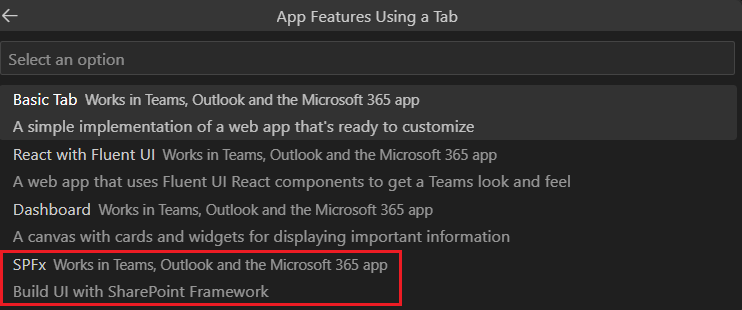 App Features Using a Tab
Select an option
Basic Tab Works in Teams, Outlook and the Microsoft 365 app
A simple implementation of a web app that's ready to customize
React with Fluent UI Works in Teams, Outlook and the Microsoft 365 app
A web app that uses Fluent UI React components to get a Teams look and feel
Dashboard Works in Teams, Outlook and the Microsoft 365 app
A canvas with cards and widgets for displaying important information
SPFx Works in Teams, Outlook and the Microsoft 365 app
Build UI with SharePoint Framework